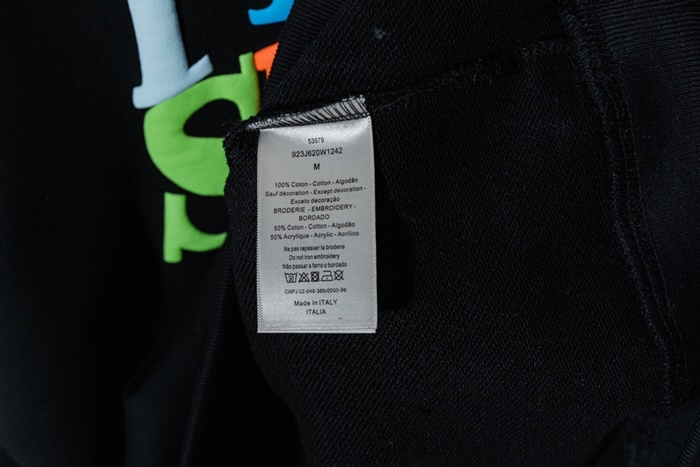 53578
923J620W1242
M
100% Coton - Cotton - Algodão
Sauf décoration - Except decoration -
Exceto decoração
BRODERIE - EMBROIDERY -
BORDADO
50% Coton - Cotton - Algodão
50% Acrylique - Acrylic - Acrílico
Ne pas repasser la broderie
Do not iron embroidery
Não passar a ferro o bordado
Made in ITALY
ITALIA